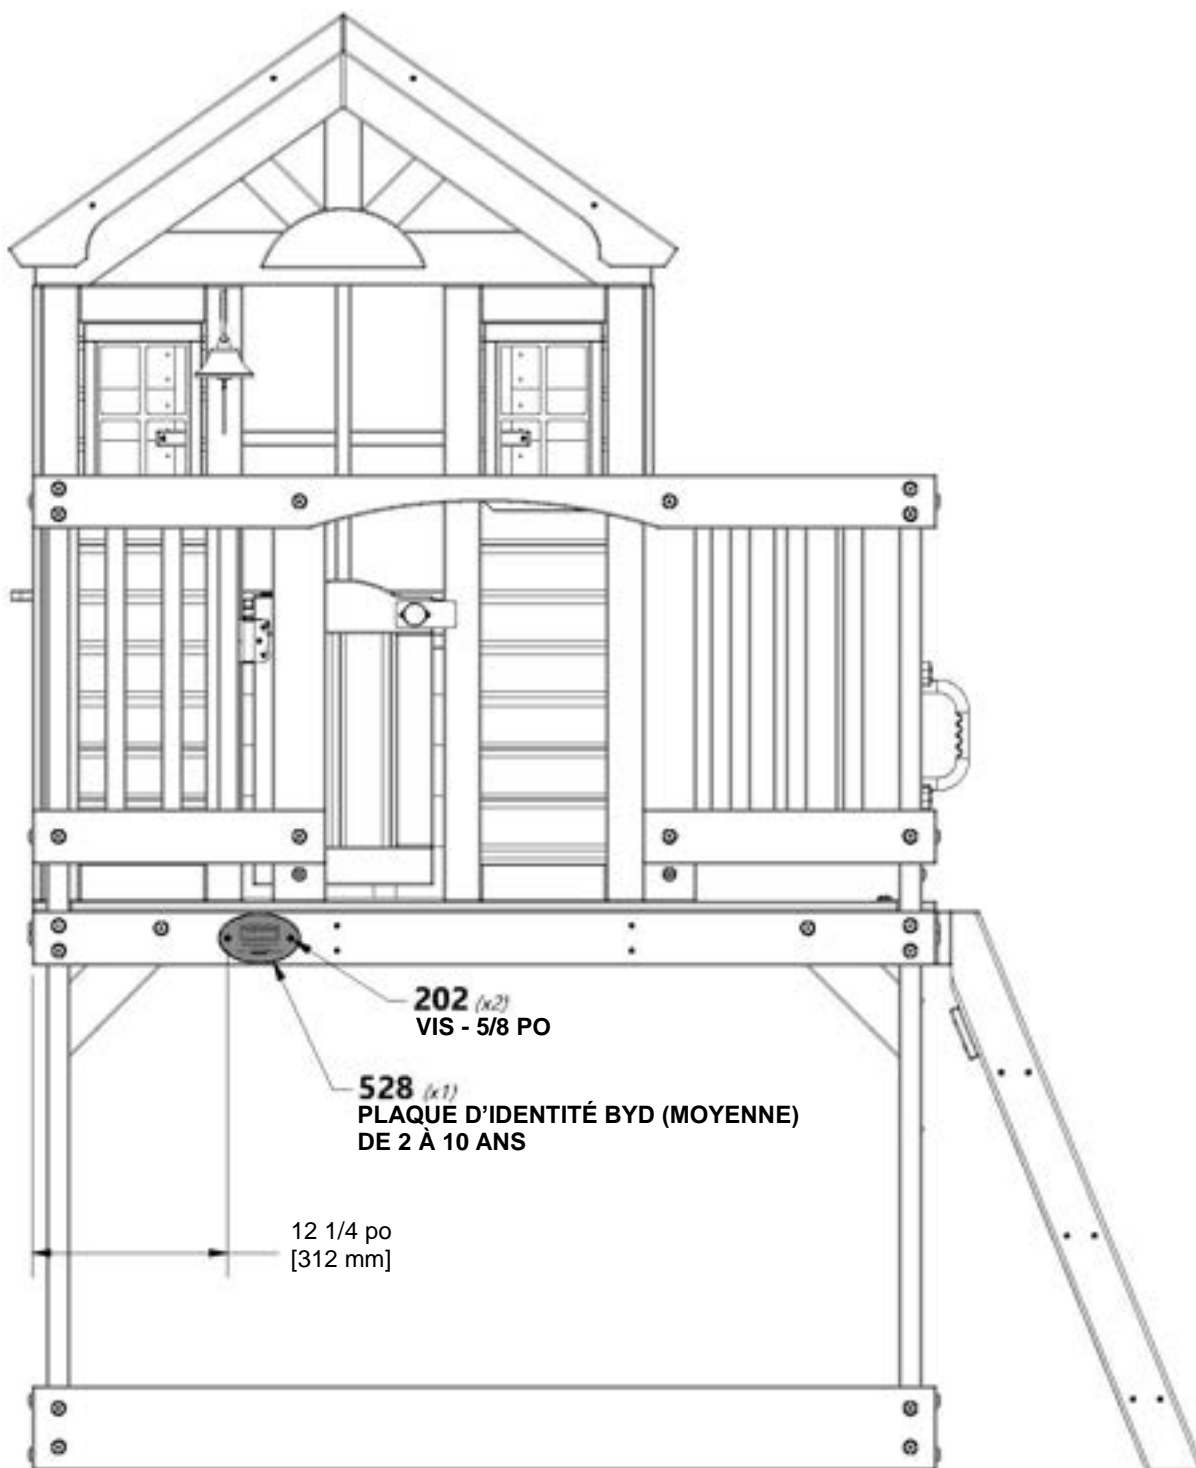 202 (x2)
VIS - 5/8 PO
528 (x1)
PLAQUE D'IDENTITÉ BYD (MOYENNE)
DE 2 À 10 ANS
12 1/4 po
[312 mm]